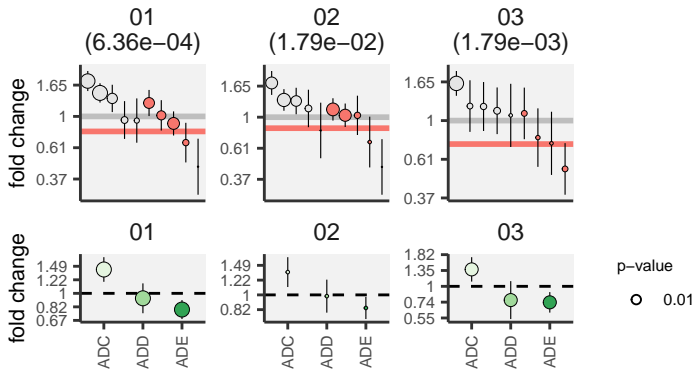 01 02 03
(6.36e−04) (1.79e−02) (1.79e−03)
fold change
1.65 1 0.61 0.37
1.65 1 0.61 0.37
1.65 1 0.61 0.37
01 02 03
fold change
1.49 1.22 1 0.82 0.67
1.49 1.22 1 0.82
1.82 1.35 1 0.74 0.55
ADC ADD ADE ADC ADD ADE ADC ADD ADE
p−value
0.01